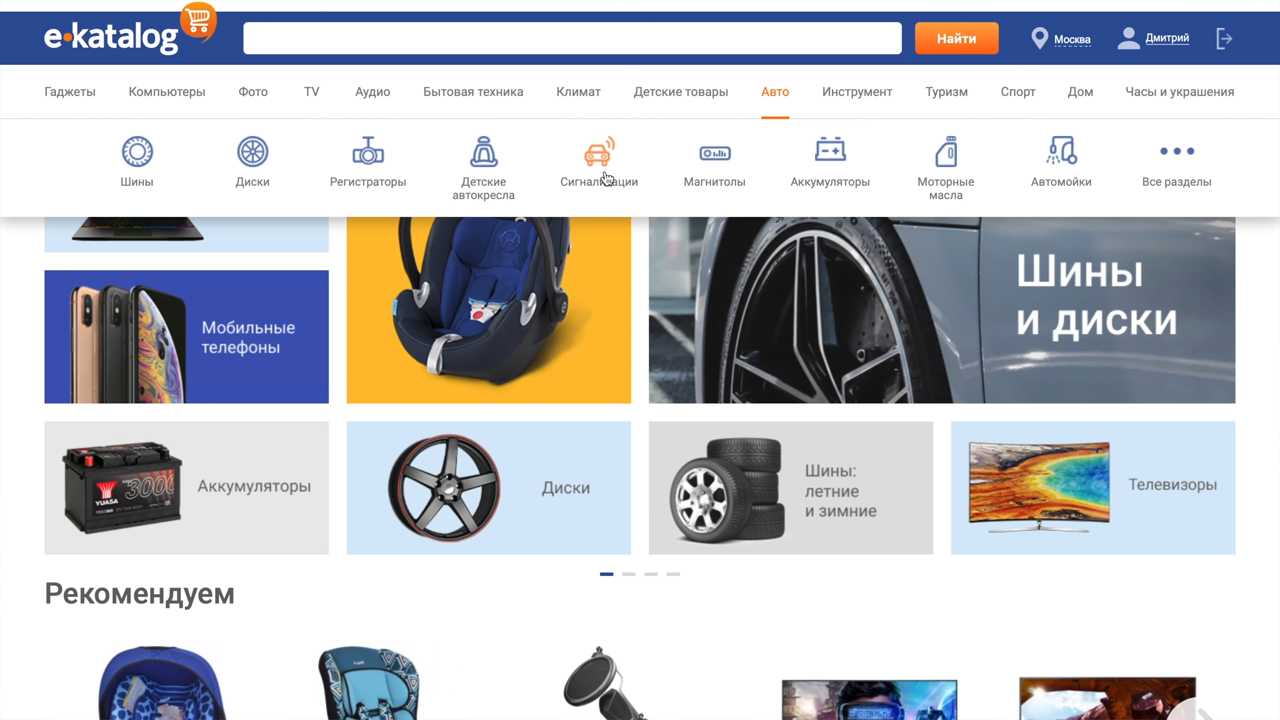 e·katalog
Найти
Москва
Дмитрий
Гаджеты
Компьютеры
Фото
TV
Аудио
Бытовая техника
Климат
Детские товары
Авто
Инструмент
Туризм
Спорт
Дом
Часы и украшения
Шины
Диски
Регистраторы
Детские
автокресла
Сигнализации
Магнитолы
Аккумуляторы
Моторные
масла
Автомойки
Все разделы
Мобильные
телефоны
Шины
и диски
YUASA
3000
Аккумуляторы
Диски
Шины:
летние
и зимние
Телевизоры
Рекомендуем